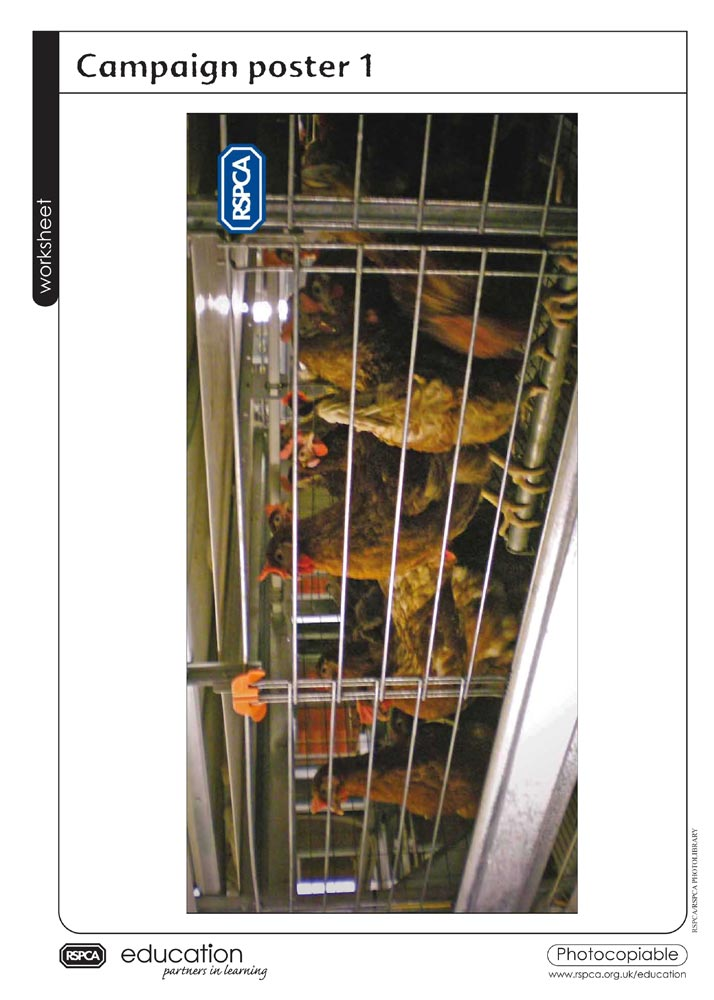 Campaign poster 1
worksheet
RSPCA
RSPCA/RSPCA PHOTOLIBRARY
RSPCA
education
partners in learning
Photocopiable
www.rspca.org.uk/education